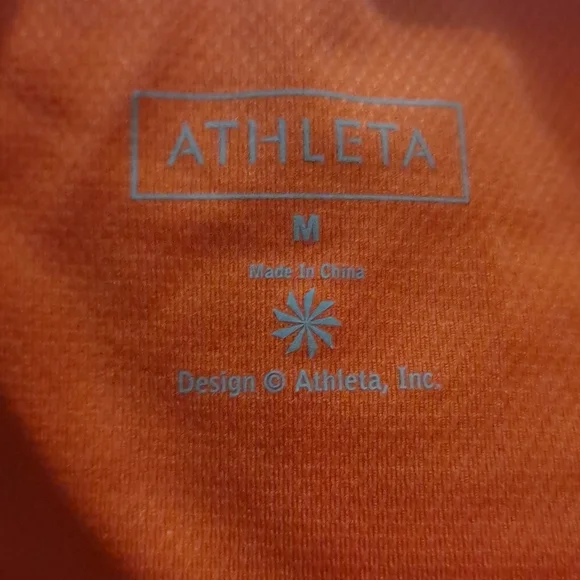 ATHLETA
M
Made In China
Design © Athleta, Inc.